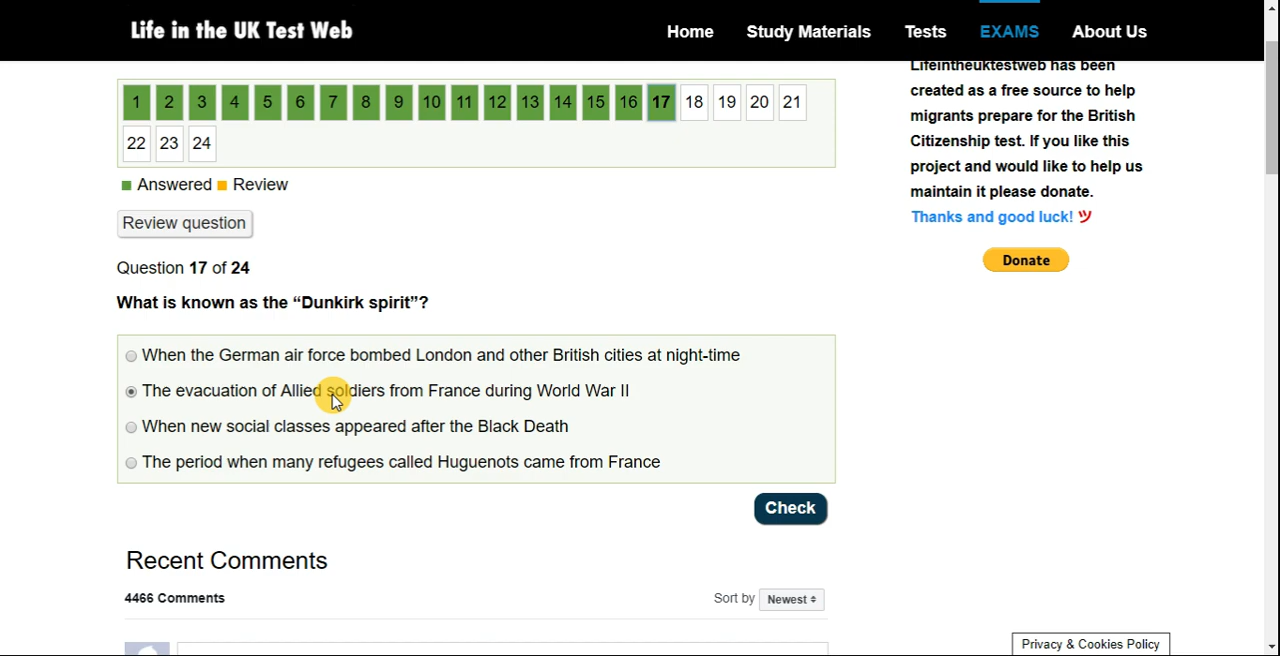 Life in the UK Test Web
Home Study Materials Tests EXAMS About Us
1 2 3 4 5 6 7 8 9 10 11 12 13 14 15 16 17 18 19 20 21
22 23 24
Answered Review
Review question
Question 17 of 24
What is known as the “Dunkirk spirit”?
When the German air force bombed London and other British cities at night-time
The evacuation of Allied soldiers from France during World War II
When new social classes appeared after the Black Death
The period when many refugees called Huguenots came from France
Check
Recent Comments
4466 Comments
Sort by Newest
Lifeintheuktestweb has been
created as a free source to help
migrants prepare for the British
Citizenship test. If you like this
project and would like to help us
maintain it please donate.
Thanks and good luck! ツ
Donate
Privacy & Cookies Policy